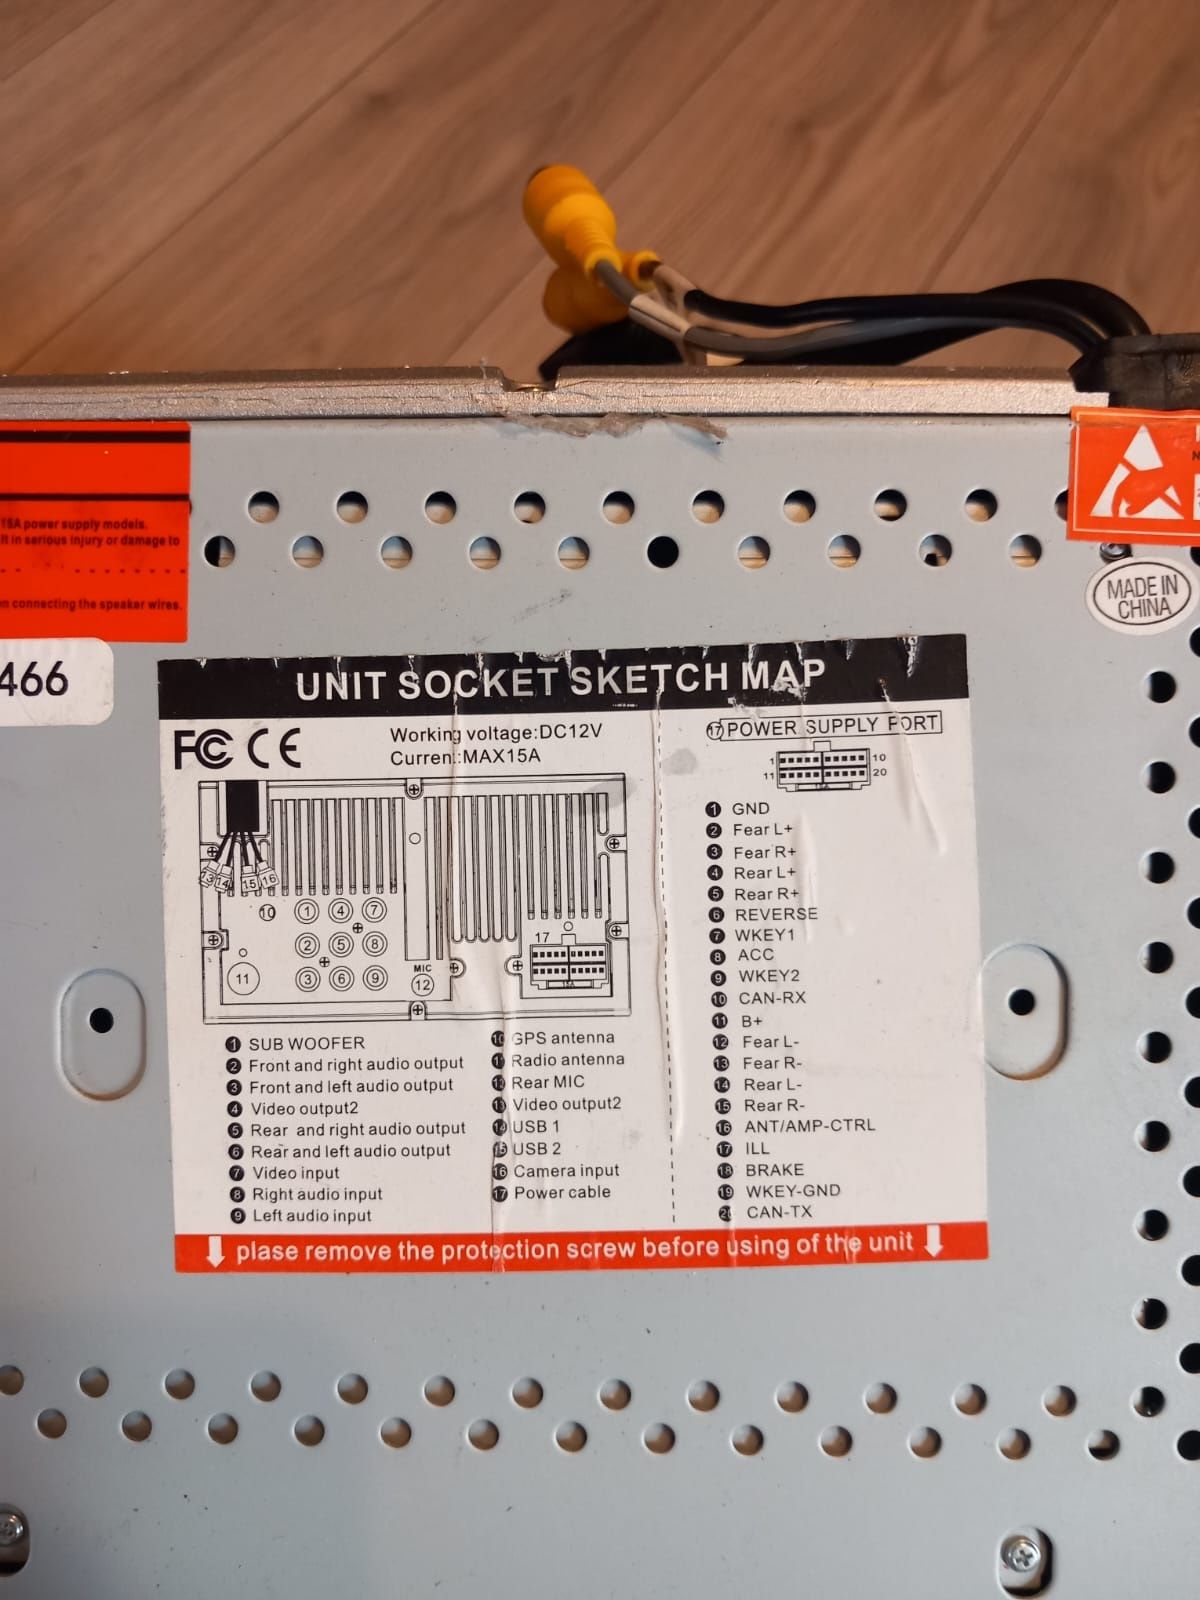 15A power supply models.
lt in serious injury or damage to
n connecting the speaker wires.
466
MADE IN
CHINA
UNIT SOCKET SKETCH MAP
FC CE
Working voltage:DC12V
Current:MAX15A
13 14 15 16
10 1 4 7
2 5 8
3 6 9
11
MIC
12
17
15A
1 SUB WOOFER
2 Front and right audio output
3 Front and left audio output
4 Video output2
5 Rear and right audio output
6 Rear and left audio output
7 Video input
8 Right audio input
9 Left audio input
10 GPS antenna
11 Radio antenna
12 Rear MIC
13 Video output2
14 USB 1
15 USB 2
16 Camera input
17 Power cable
17 POWER SUPPLY PORT
1 10
11 20
15A
1 GND
2 Fear L+
3 Fear R+
4 Rear L+
5 Rear R+
6 REVERSE
7 WKEY1
8 ACC
9 WKEY2
10 CAN-RX
11 B+
12 Fear L-
13 Fear R-
14 Rear L-
15 Rear R-
16 ANT/AMP-CTRL
17 ILL
18 BRAKE
19 WKEY-GND
20 CAN-TX
plase remove the protection screw before using of the unit